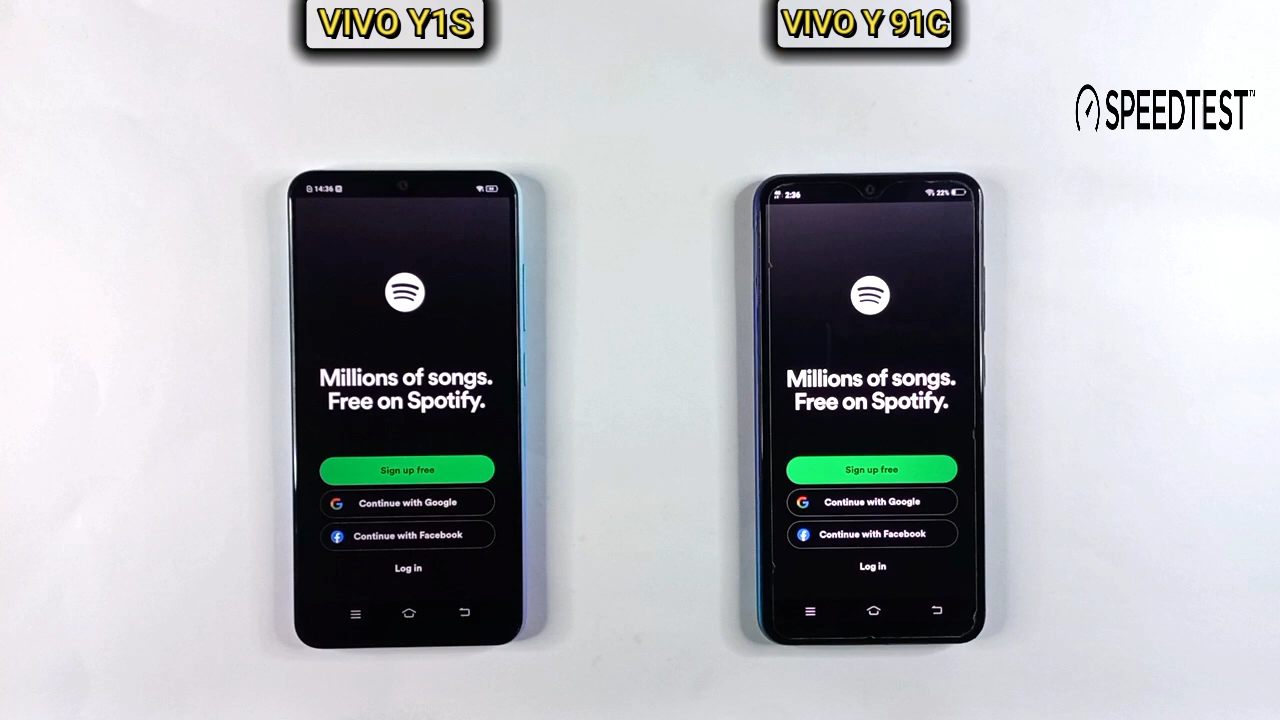 VIVO Y1S
VIVO Y 91C
SPEEDTEST™
14:36
2:36
22%
Millions of songs.
Free on Spotify.
Sign up free
Continue with Google
Continue with Facebook
Log in
Millions of songs.
Free on Spotify.
Sign up free
Continue with Google
Continue with Facebook
Log in